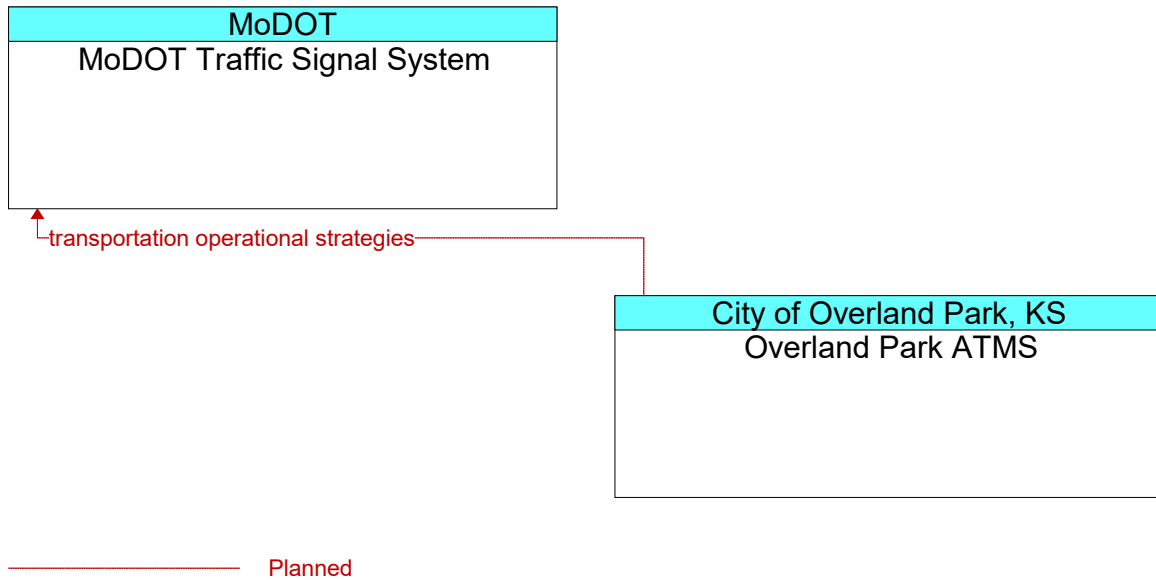 MoDOT
MoDOT Traffic Signal System
transportation operational strategies
City of Overland Park, KS
Overland Park ATMS
Planned